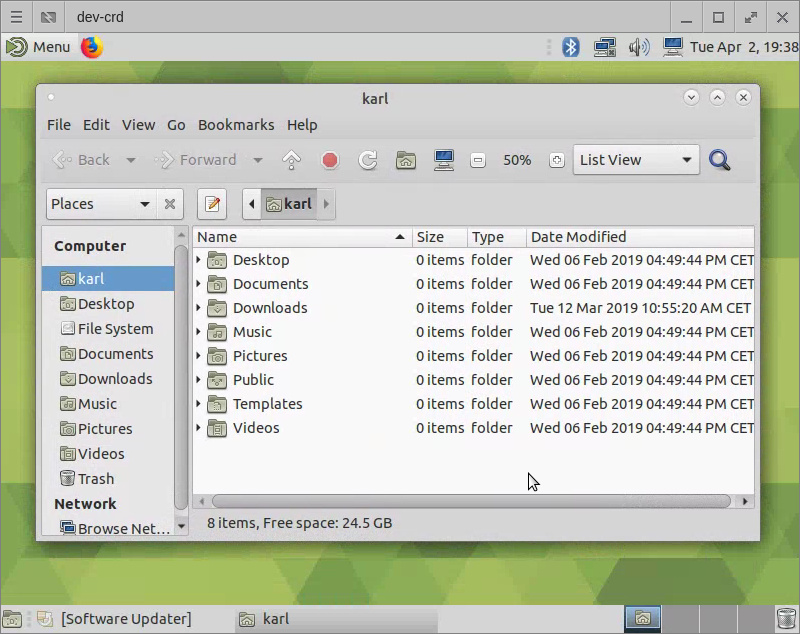 dev-crd
Menu
Tue Apr 2, 19:38
karl
File Edit View Go Bookmarks Help
Back Forward 50% List View
Places karl
Computer
karl
Desktop
File System
Documents
Downloads
Music
Pictures
Videos
Trash
Network
Browse Net...
Name Size Type Date Modified
Desktop 0 items folder Wed 06 Feb 2019 04:49:44 PM CET
Documents 0 items folder Wed 06 Feb 2019 04:49:44 PM CET
Downloads 0 items folder Tue 12 Mar 2019 10:55:20 AM CET
Music 0 items folder Wed 06 Feb 2019 04:49:44 PM CET
Pictures 0 items folder Wed 06 Feb 2019 04:49:44 PM CET
Public 0 items folder Wed 06 Feb 2019 04:49:44 PM CET
Templates 0 items folder Wed 06 Feb 2019 04:49:44 PM CET
Videos 0 items folder Wed 06 Feb 2019 04:49:44 PM CET
8 items, Free space: 24.5 GB
[Software Updater] karl